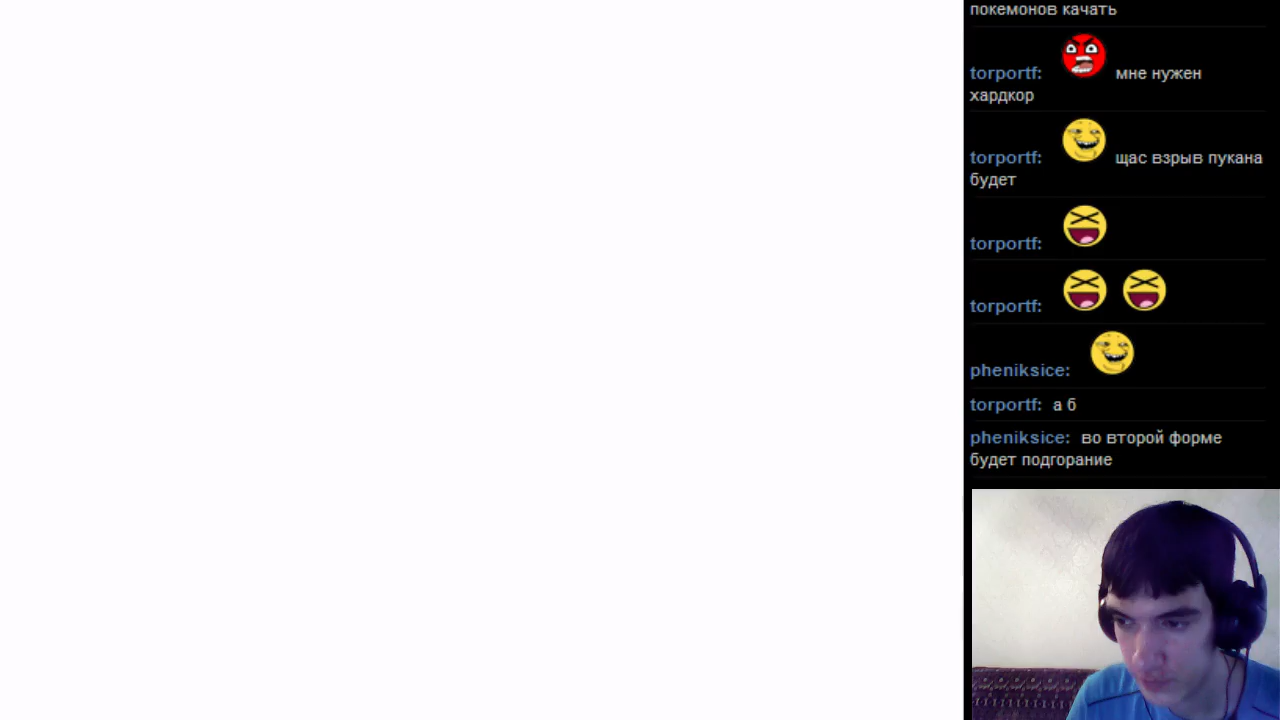 покемонов качать
torportf: мне нужен
хардкор
torportf: щас взрыв пукана
будет
torportf:
torportf:
pheniksice:
torportf: а б
pheniksice: во второй форме
будет подгорание